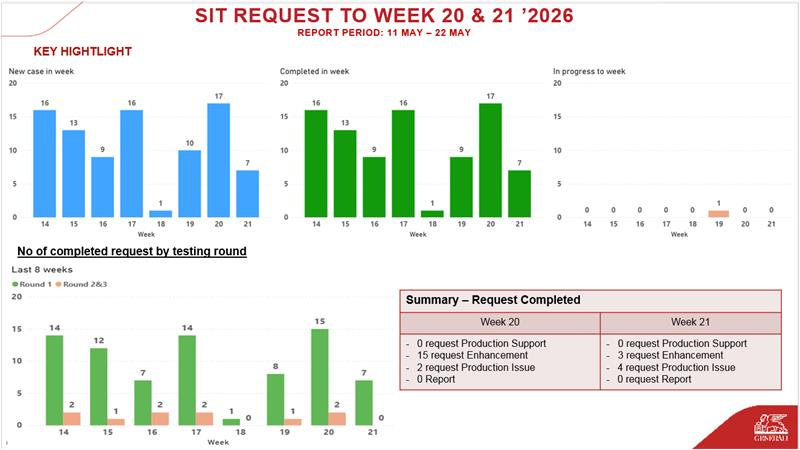 SIT REQUEST TO WEEK 20 & 21 ’2026
REPORT PERIOD: 11 MAY – 22 MAY
KEY HIGHTLIGHT
New case in week
20
15
10
5
0
16
13
9
16
1
10
17
7
14 15 16 17 18 19 20 21
Week
Completed in week
20
15
10
5
0
16
13
9
16
1
9
17
7
14 15 16 17 18 19 20 21
Week
In progress to week
20
15
10
5
0
0 0 0 0 0 1 0 0
14 15 16 17 18 19 20 21
Week
No of completed request by testing round
Last 8 weeks
Round 1 Round 2&3
20
15
10
5
0
14 2
12 1
7 2
14 2
1 0
8 1
15 2
7 0
14 15 16 17 18 19 20 21
Week
Summary – Request Completed
Week 20
- 0 request Production Support
- 15 request Enhancement
- 2 request Production Issue
- 0 Report
Week 21
- 0 request Production Support
- 3 request Enhancement
- 4 request Production Issue
- 0 request Report
GENERALI